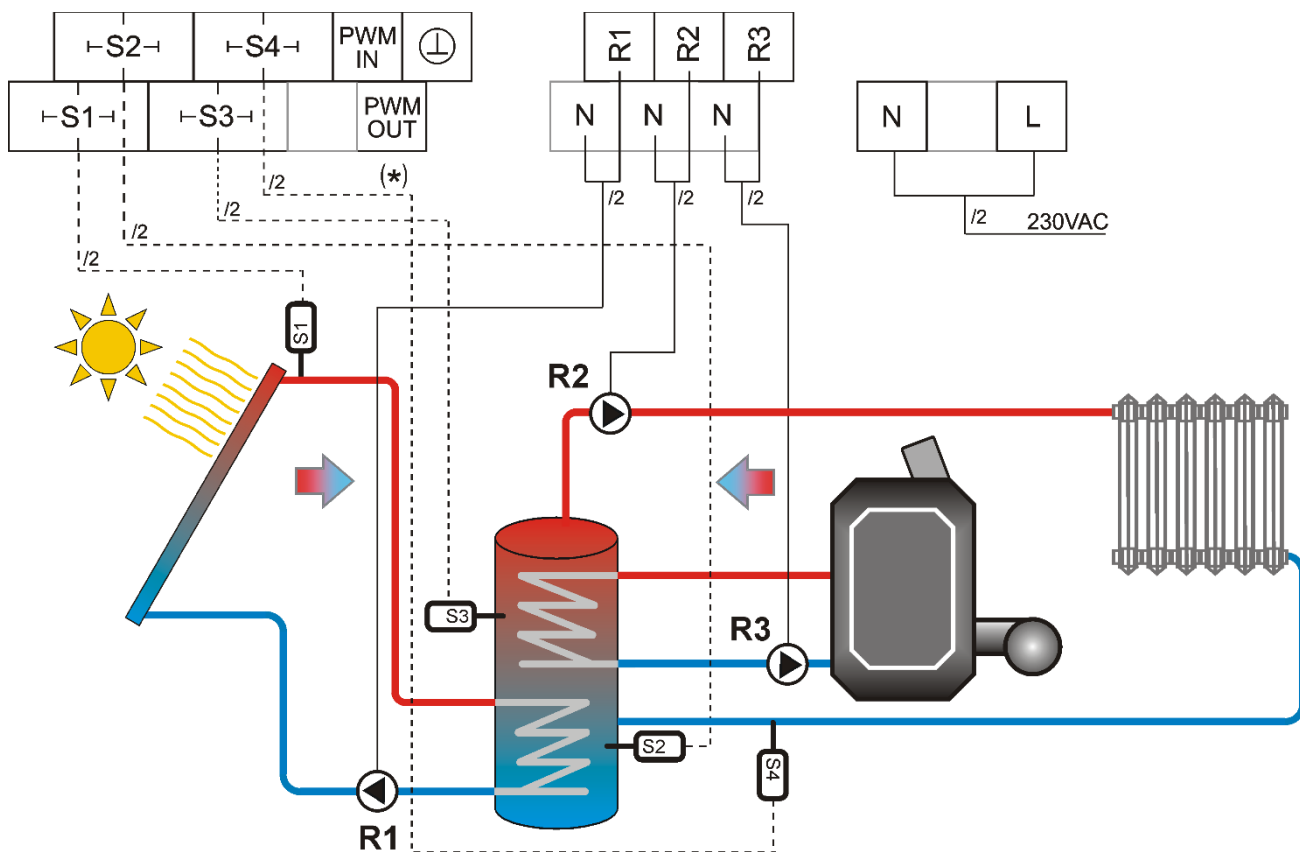 S2 S4 PWM IN
R1 R2 R3
S1 S3 PWM OUT
N N N
N L
(*)
/2 /2 /2 /2
/2 /2 /2
/2 230VAC
S1
R2
S3
R3
S2
S4
R1